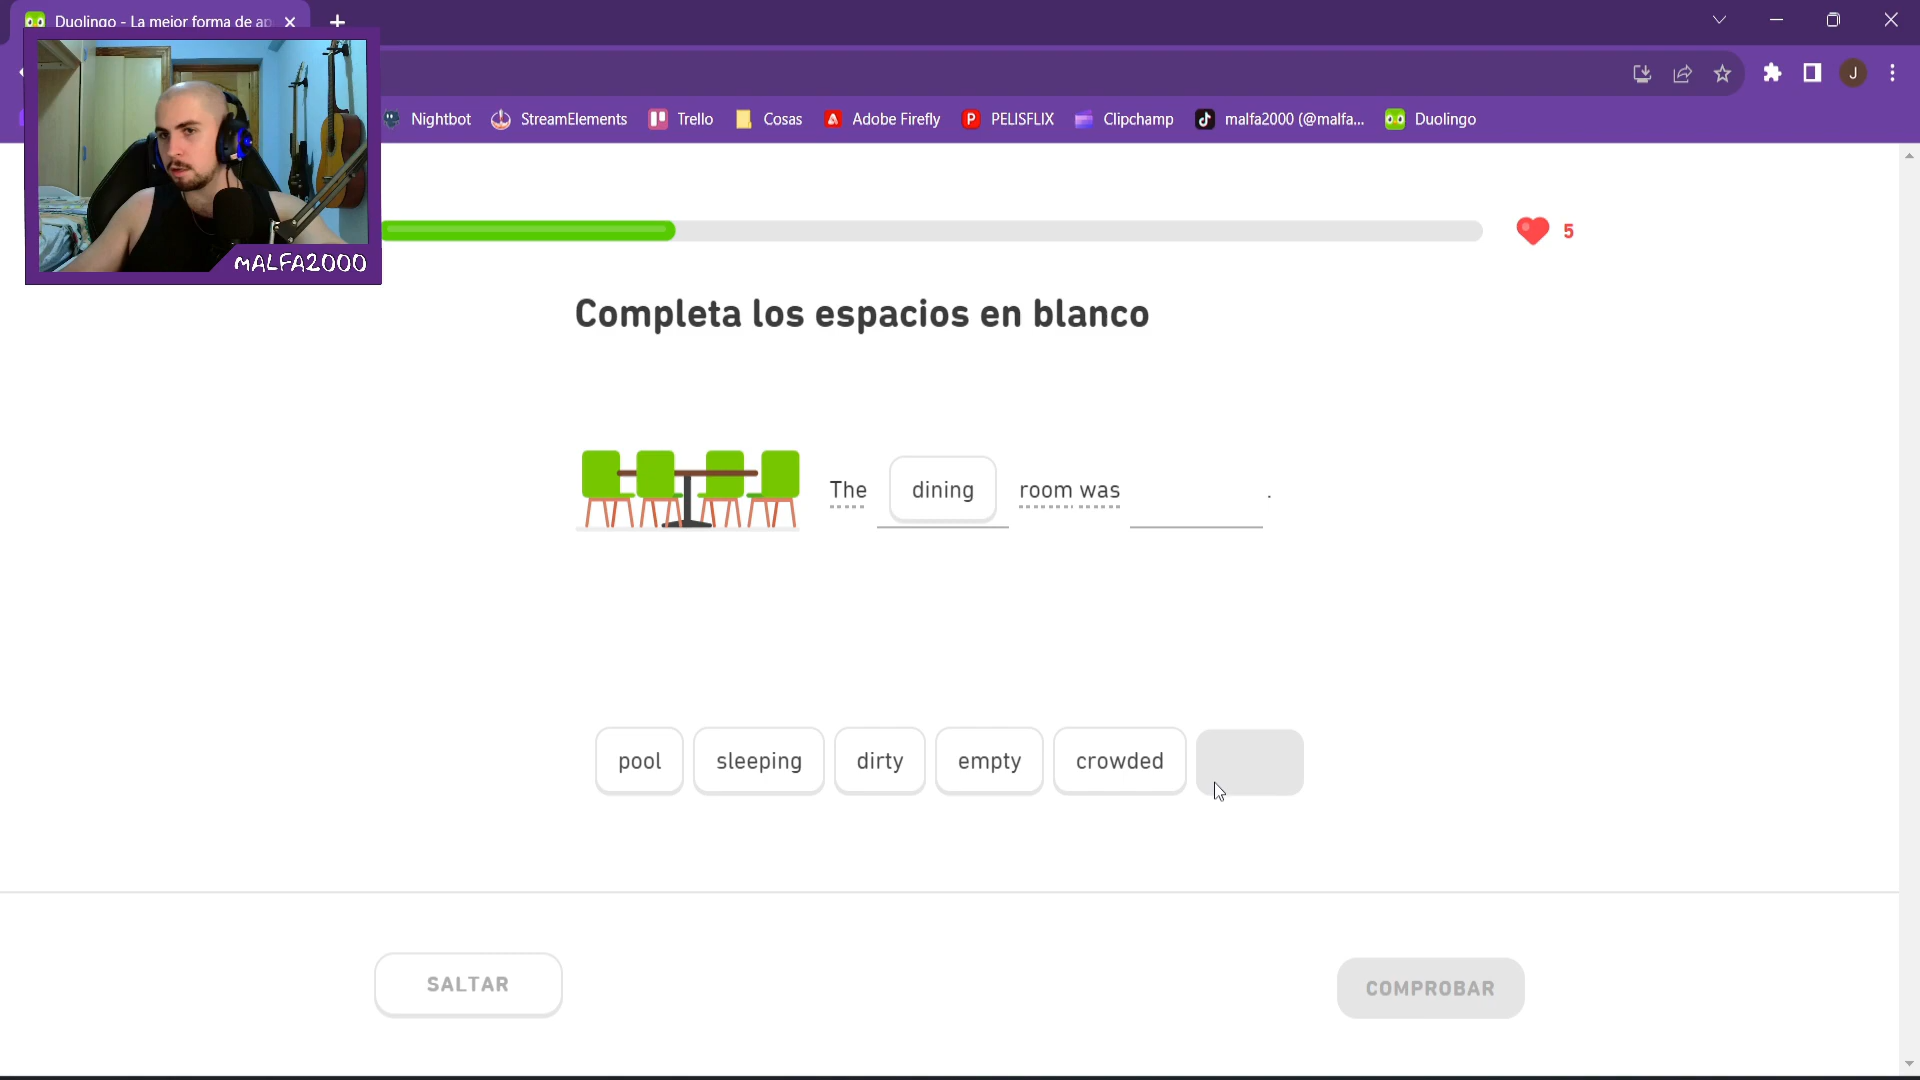 Duolingo - La mejor forma de ap
Nightbot StreamElements Trello Cosas Adobe Firefly PELISFLIX Clipchamp malfa2000 (@malfa... Duolingo
J
MALFA2000
5
Completa los espacios en blanco
The dining room was .
pool sleeping dirty empty crowded
SALTAR
COMPROBAR